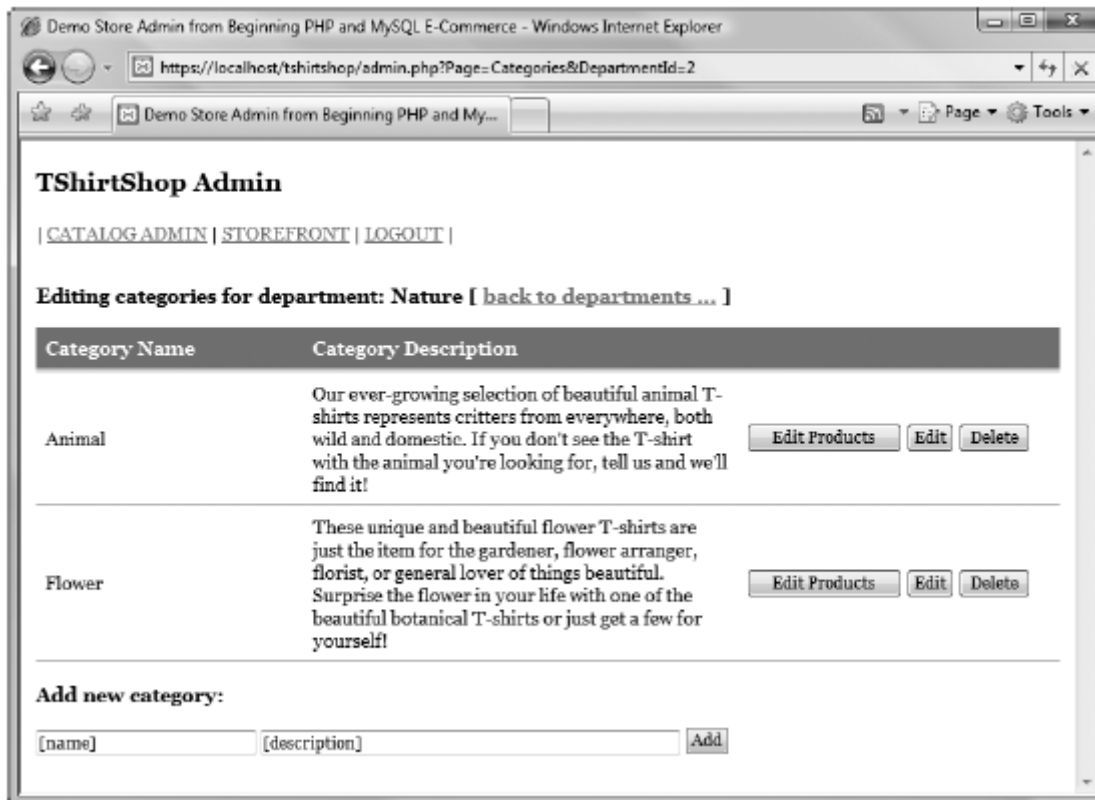 Demo Store Admin from Beginning PHP and MySQL E-Commerce - Windows Internet Explorer
https://localhost/tshirtshop/admin.php?Page=Categories&DepartmentId=2
Demo Store Admin from Beginning PHP and My...
Page
Tools
TShirtShop Admin
| CATALOG ADMIN | STOREFRONT | LOGOUT |
Editing categories for department: Nature [ back to departments ... ]
Category Name Category Description
Our ever-growing selection of beautiful animal T-
shirts represents critters from everywhere, both
Animal wild and domestic. If you don't see the T-shirt Edit Products Edit Delete
with the animal you're looking for, tell us and we'll
find it!
These unique and beautiful flower T-shirts are
just the item for the gardener, flower arranger,
Flower florist, or general lover of things beautiful. Edit Products Edit Delete
Surprise the flower in your life with one of the
beautiful botanical T-shirts or just get a few for
yourself!
Add new category:
[name] [description] Add